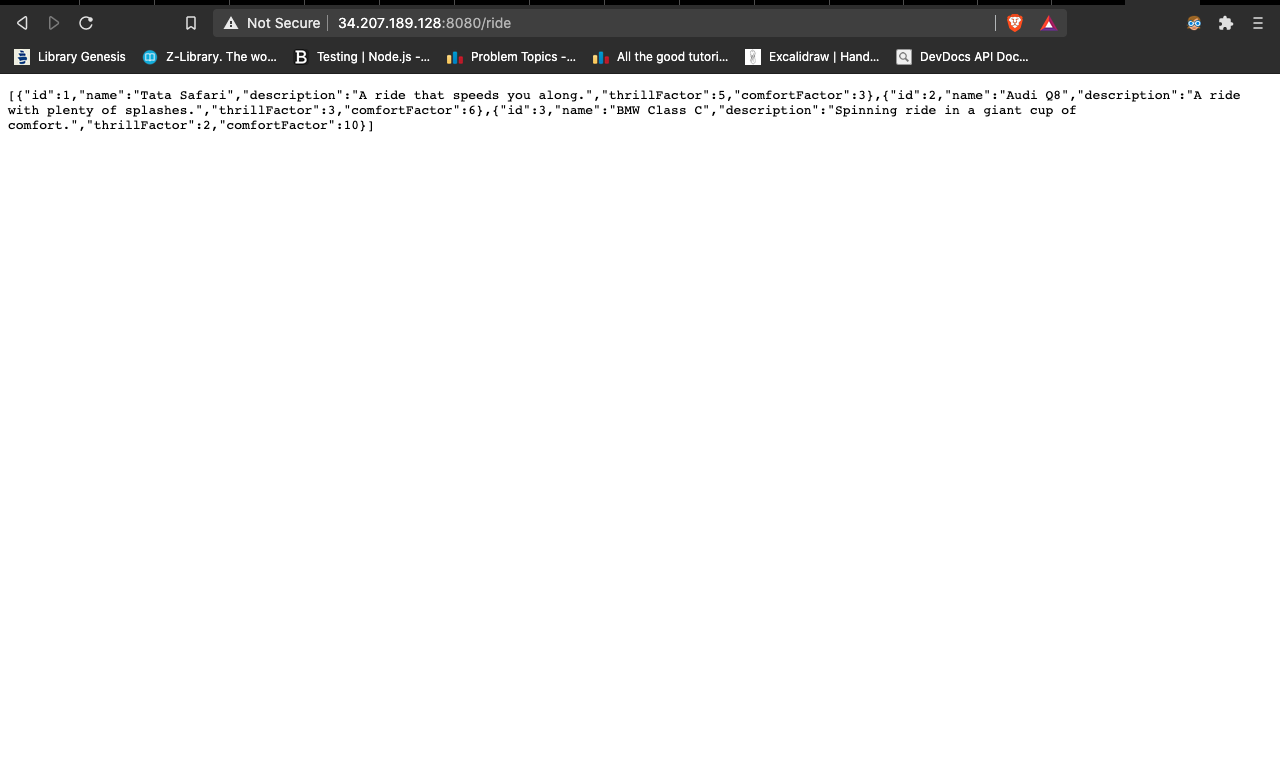 Not Secure 34.207.189.128:8080/ride
Library Genesis Z-Library. The wo... Testing | Node.js -... Problem Topics -... All the good tutori... Excalidraw | Hand... DevDocs API Doc...
[{"id":1,"name":"Tata Safari","description":"A ride that speeds you along.","thrillFactor":5,"comfortFactor":3},{"id":2,"name":"Audi Q8","description":"A ride
with plenty of splashes.","thrillFactor":3,"comfortFactor":6},{"id":3,"name":"BMW Class C","description":"Spinning ride in a giant cup of
comfort.","thrillFactor":2,"comfortFactor":10}]